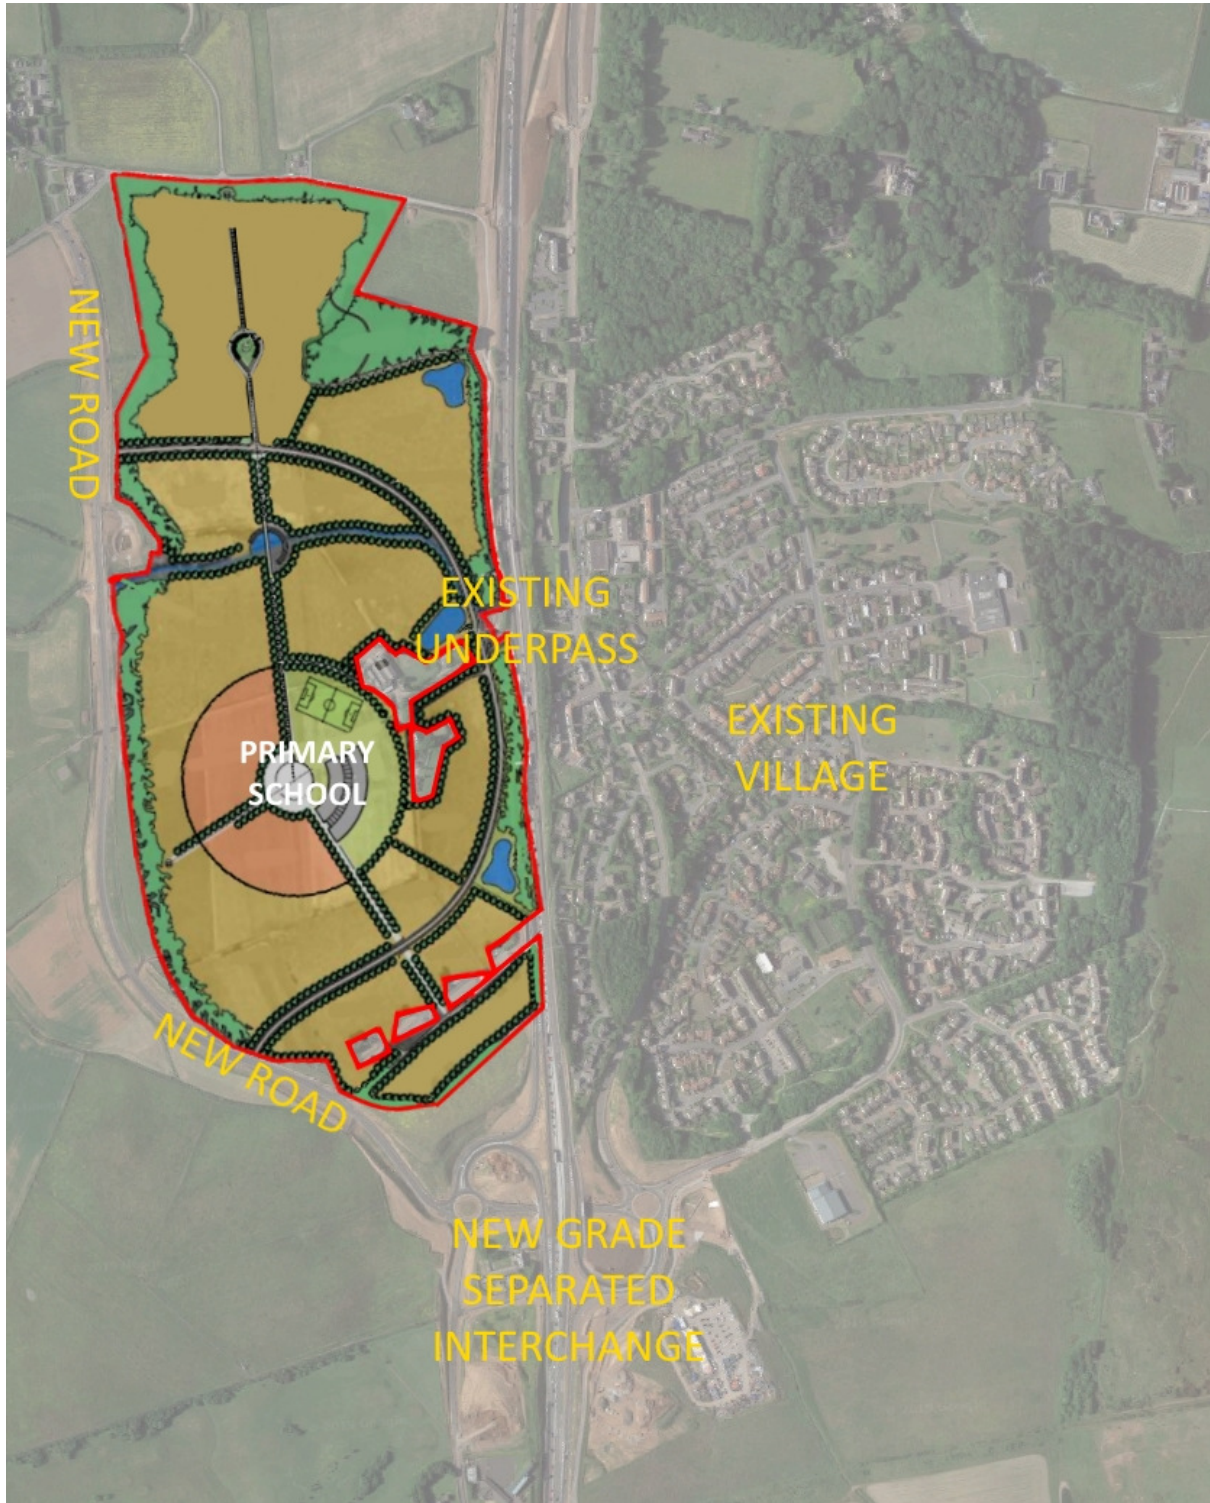 NEW ROAD
EXISTING
UNDERPASS
EXISTING
VILLAGE
PRIMARY
SCHOOL
NEW ROAD
NEW GRADE
SEPARATED
INTERCHANGE